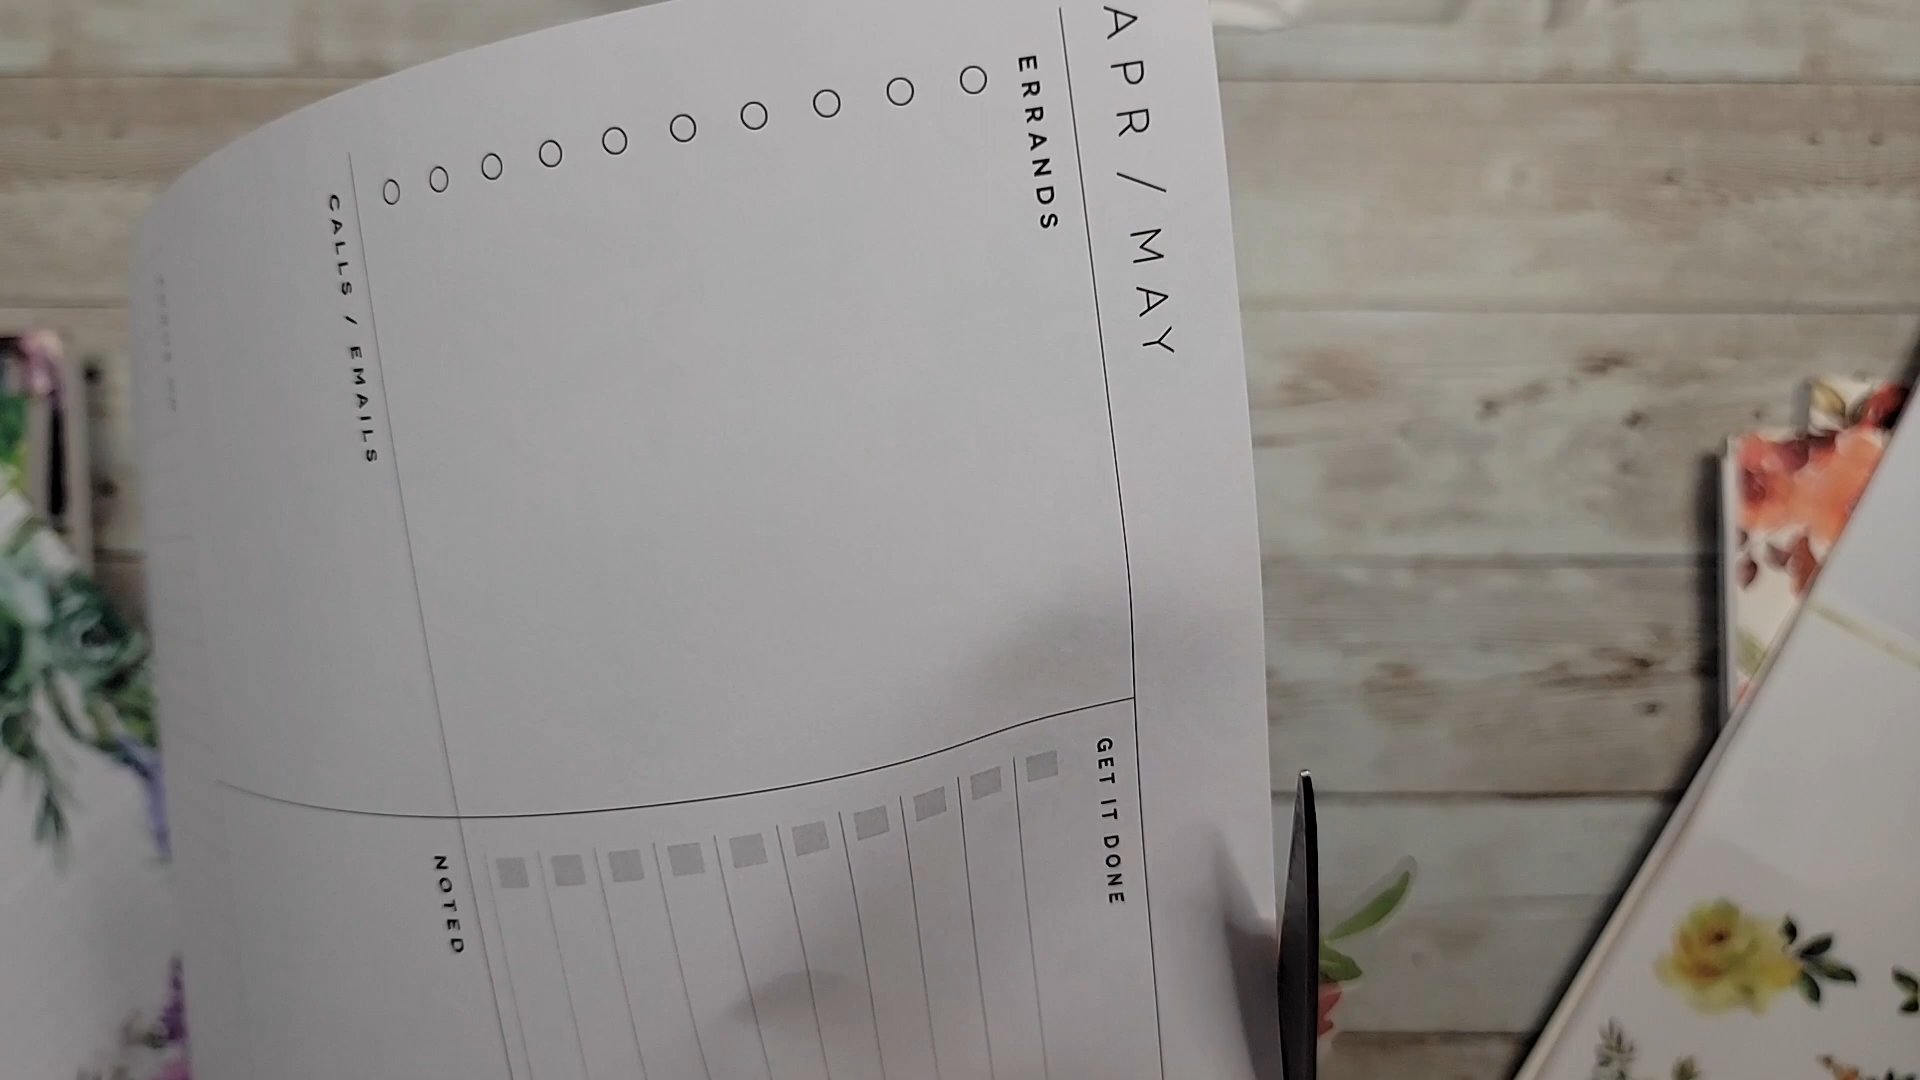 APR / MAY
ERRANDS
GET IT DONE
CALLS / EMAILS
NOTED